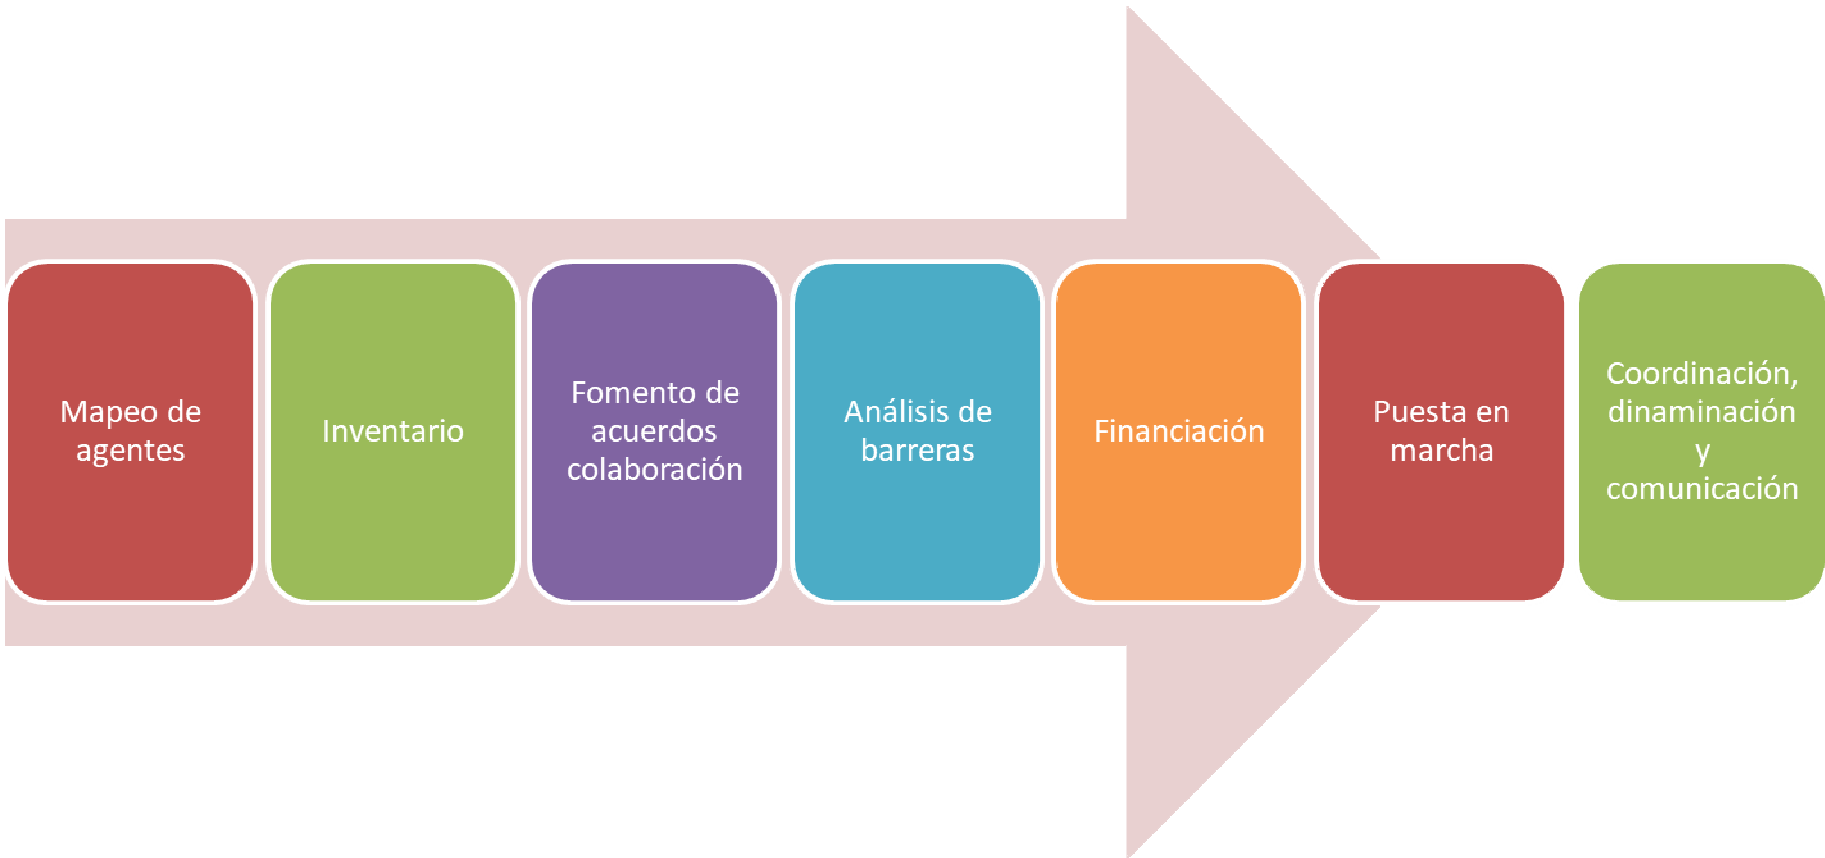 Mapeo de
agentes
Inventario
Fomento de
acuerdos
colaboración
Análisis de
barreras
Financiación
Puesta en
marcha
Coordinación,
dinaminación
y
comunicación